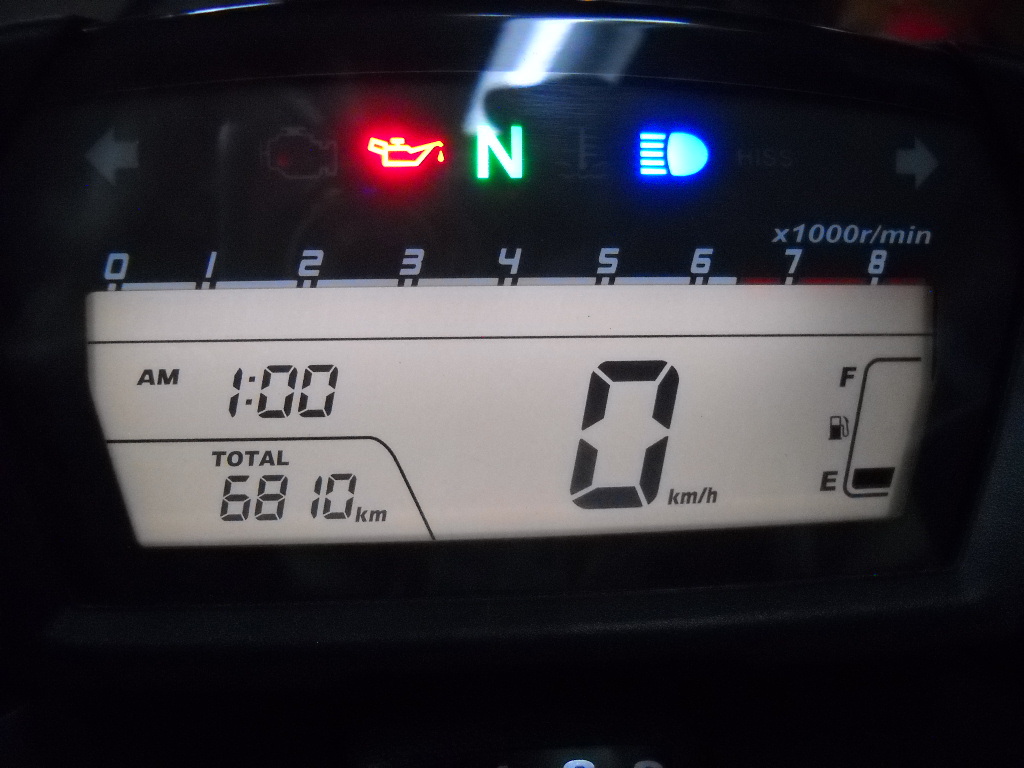 N HISS
x1000r/min
0 1 2 3 4 5 6 7 8
AM 1:00
TOTAL
6810 km
0 km/h
F
E